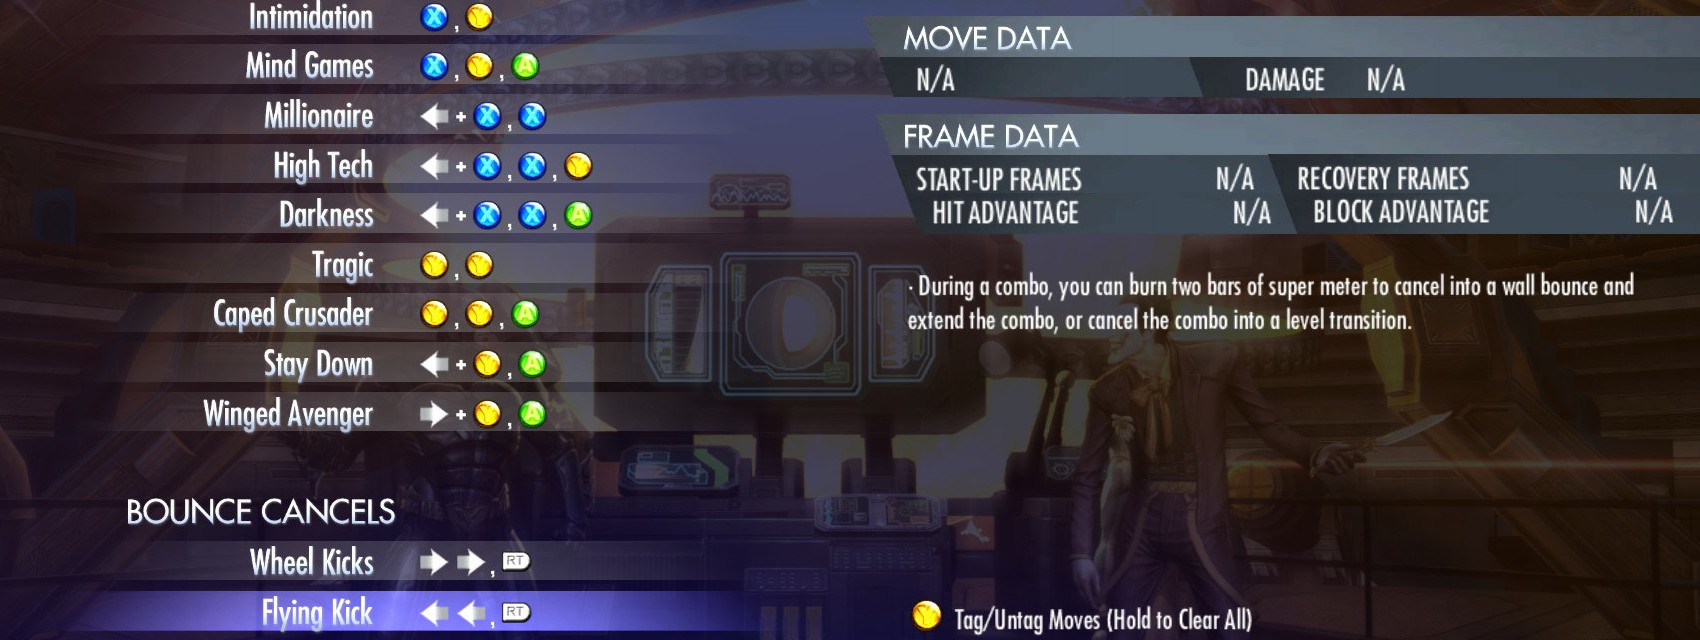 Intimidation X , Y
Mind Games X , Y , A
Millionaire + X , X
High Tech + X , X , Y
Darkness + X , X , A
Tragic Y , Y
Caped Crusader Y , Y , A
Stay Down + Y , A
Winged Avenger + Y , A
BOUNCE CANCELS
Wheel Kicks , RT
Flying Kick , RT
MOVE DATA
N/A DAMAGE N/A
FRAME DATA
START-UP FRAMES N/A RECOVERY FRAMES N/A
HIT ADVANTAGE N/A BLOCK ADVANTAGE N/A
· During a combo, you can burn two bars of super meter to cancel into a wall bounce and
extend the combo, or cancel the combo into a level transition.
Y Tag/Untag Moves (Hold to Clear All)